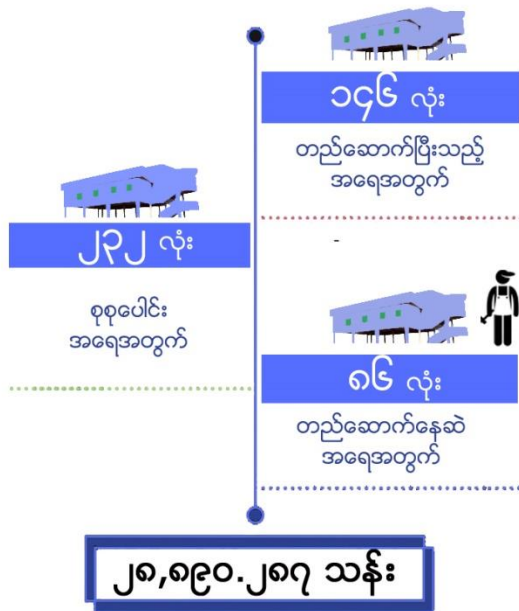 ၁၄၆ လုံး
တည်ဆောက်ပြီးသည့်
အရေအတွက်
၂၃၂ လုံး
စုစုပေါင်း
အရေအတွက်
၈၆ လုံး
တည်ဆောက်နေဆဲ
အရေအတွက်
၂၈,၈၉၀.၂၈၇ သန်း